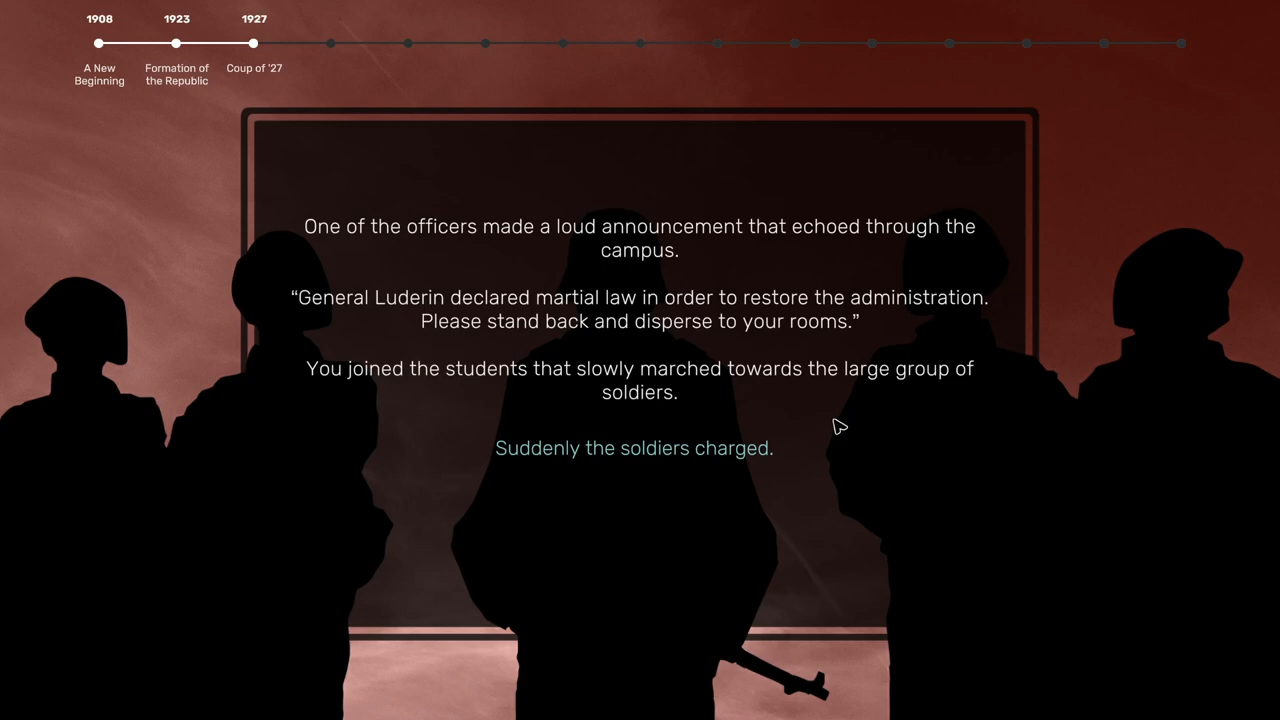 1908
1923
1927
A New
Beginning
Formation of
the Republic
Coup of '27
One of the officers made a loud announcement that echoed through the
campus.
“General Luderin declared martial law in order to restore the administration.
Please stand back and disperse to your rooms.”
You joined the students that slowly marched towards the large group of
soldiers.
Suddenly the soldiers charged.